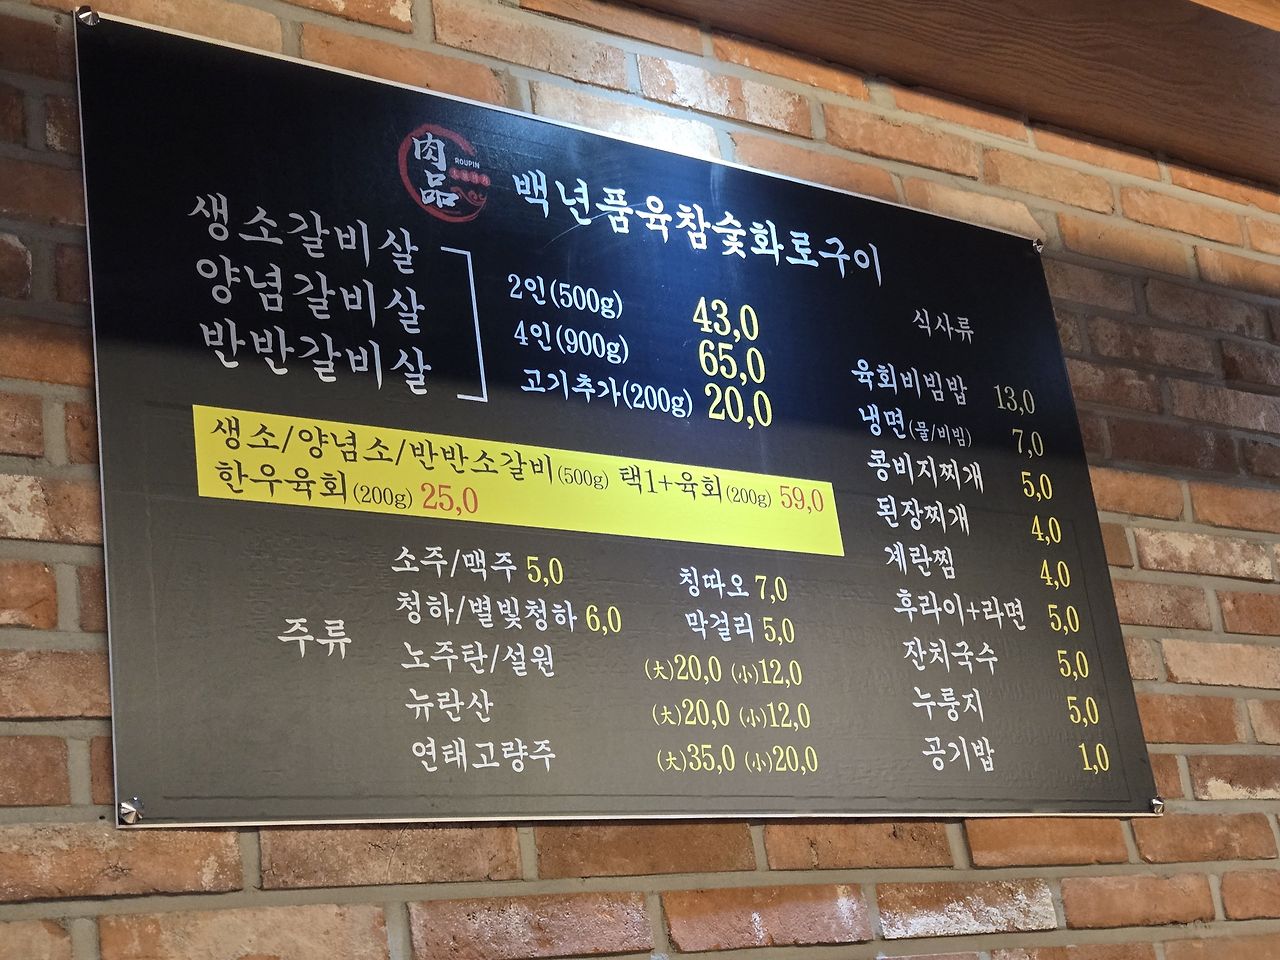 肉品
ROUPIN
백년품육참숯화로구이
생소갈비살
양념갈비살
반반갈비살
2인(500g) 43,0
4인(900g) 65,0
고기추가(200g) 20,0
생소/양념소/반반소갈비(500g) 택1+육회(200g) 59,0
한우육회(200g) 25,0
주류
소주/맥주 5,0
청하/별빛청하 6,0
칭따오 7,0
막걸리 5,0
노주탄/설원 (大)20,0 (小)12,0
뉴란산 (大)20,0 (小)12,0
연태고량주 (大)35,0 (小)20,0
식사류
육회비빔밥 13,0
냉면(물/비빔) 7,0
콩비지찌개 5,0
된장찌개 4,0
계란찜 4,0
후라이+라면 5,0
잔치국수 5,0
누룽지 5,0
공기밥 1,0